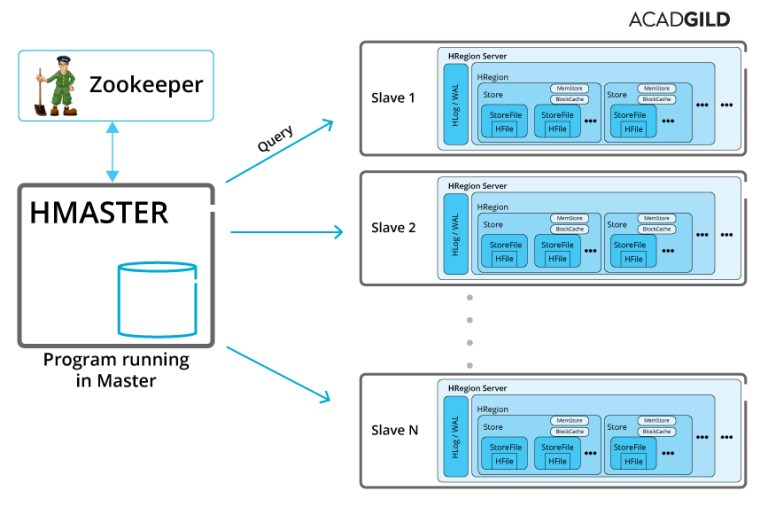 ACADGILD
Zookeeper
HMASTER
Program running
in Master
Query
Slave 1
HRegion Server
HLog / WAL
HRegion
Store
MemStore
BlockCache
StoreFile
HFile
StoreFile
HFile
•••
Store
MemStore
BlockCache
StoreFile
HFile
•••
•••
•••
Slave 2
HRegion Server
HLog / WAL
HRegion
Store
MemStore
BlockCache
StoreFile
HFile
StoreFile
HFile
•••
Store
MemStore
BlockCache
StoreFile
HFile
•••
•••
•••
Slave N
HRegion Server
HLog / WAL
HRegion
Store
MemStore
BlockCache
StoreFile
HFile
StoreFile
HFile
•••
Store
MemStore
BlockCache
StoreFile
HFile
•••
•••
•••